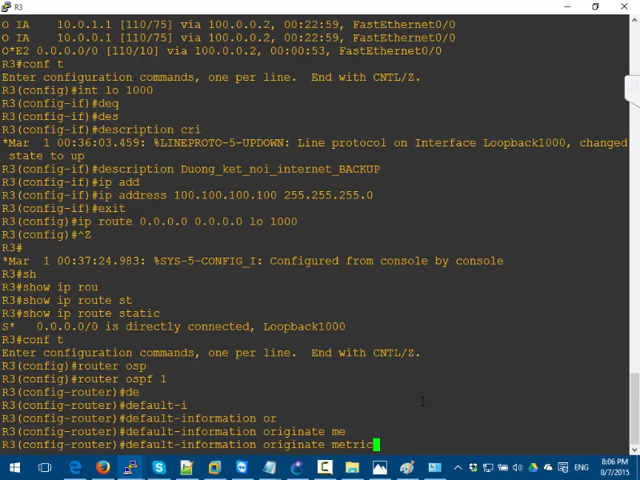 R3
O IA    10.0.1.1 [110/75] via 100.0.0.2, 00:22:59, FastEthernet0/0
O IA    10.0.0.1 [110/75] via 100.0.0.2, 00:22:59, FastEthernet0/0
O*E2 0.0.0.0/0 [110/10] via 100.0.0.2, 00:00:53, FastEthernet0/0
R3#conf t
Enter configuration commands, one per line.  End with CNTL/Z.
R3(config)#int lo 1000
R3(config-if)#deq
R3(config-if)#des
R3(config-if)#description cri
*Mar  1 00:36:03.459: %LINEPROTO-5-UPDOWN: Line protocol on Interface Loopback1000, changed
state to up
R3(config-if)#description Duong_ket_noi_internet_BACKUP
R3(config-if)#ip add
R3(config-if)#ip address 100.100.100.100 255.255.255.0
R3(config-if)#exit
R3(config)#ip route 0.0.0.0 0.0.0.0 lo 1000
R3(config)#^Z
R3#
*Mar  1 00:37:24.983: %SYS-5-CONFIG_I: Configured from console by console
R3#sh
R3#show ip rou
R3#show ip route st
R3#show ip route static
S*   0.0.0.0/0 is directly connected, Loopback1000
R3#conf t
Enter configuration commands, one per line.  End with CNTL/Z.
R3(config)#router osp
R3(config)#router ospf 1
R3(config-router)#de
R3(config-router)#default-i
R3(config-router)#default-information or
R3(config-router)#default-information originate me
R3(config-router)#default-information originate metric
8:06 PM
8/7/2015